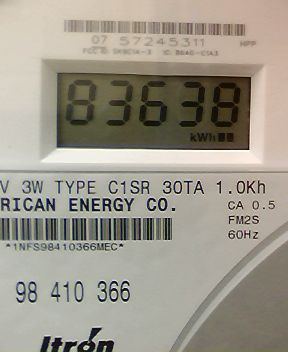 07 57245311 HPP
83638
kWh
V 3W TYPE C1SR 30TA 1.0Kh
RICAN ENERGY CO. CA 0.5
FM2S
60Hz
*1NFS98410366MEC*
98 410 366
Itron